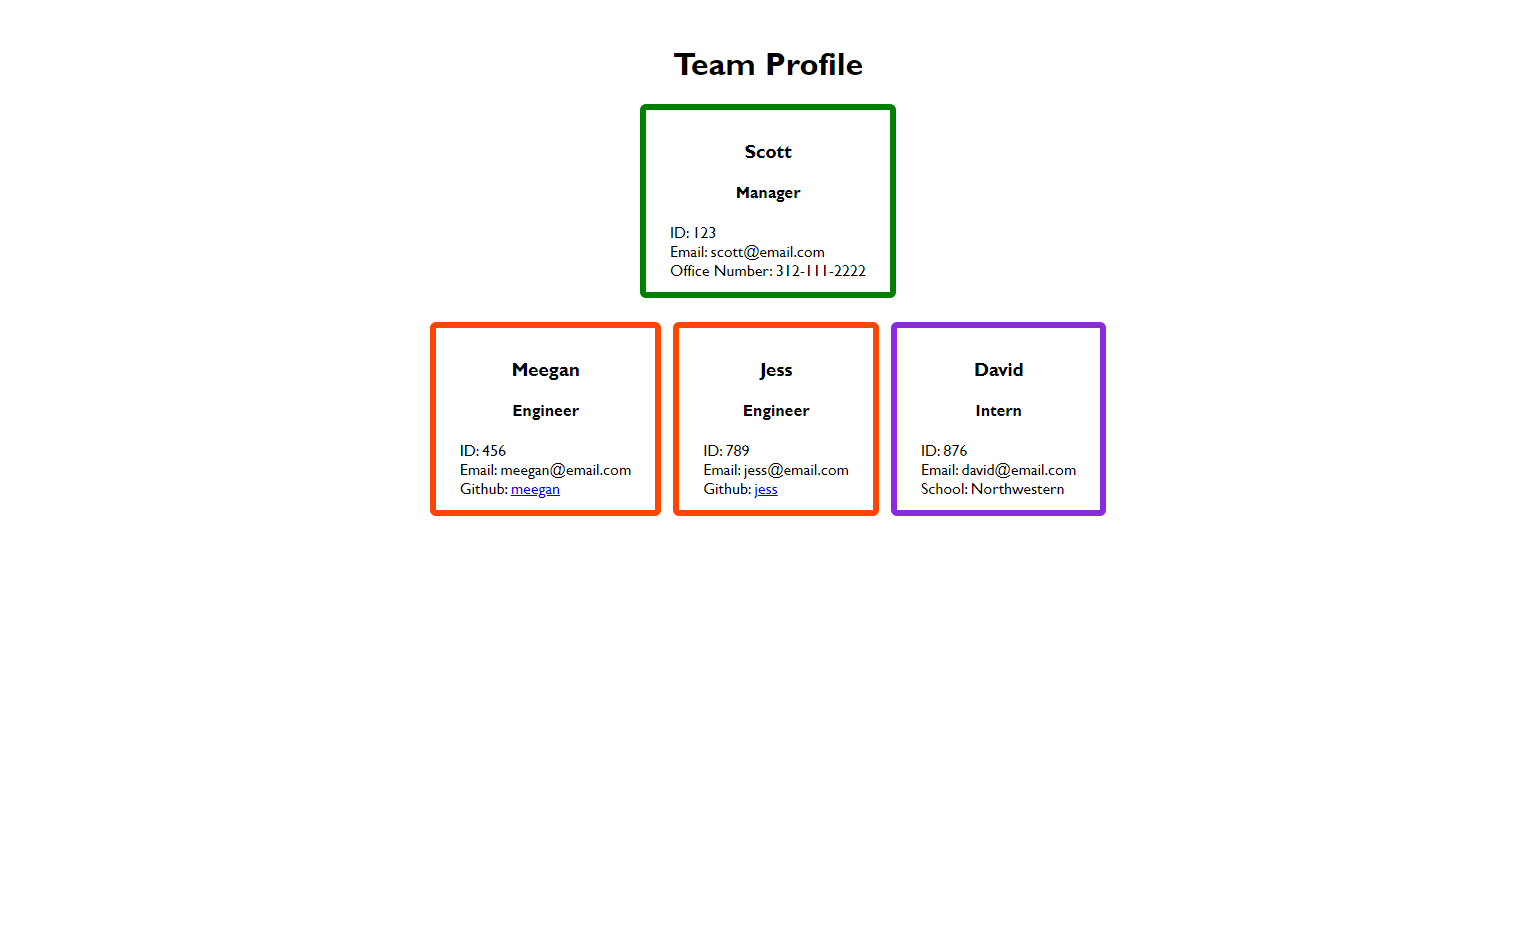 Team Profile
Scott
Manager
ID: 123
Email: scott@email.com
Office Number: 312-111-2222
Meegan
Engineer
ID: 456
Email: meegan@email.com
Github: meegan
Jess
Engineer
ID: 789
Email: jess@email.com
Github: jess
David
Intern
ID: 876
Email: david@email.com
School: Northwestern